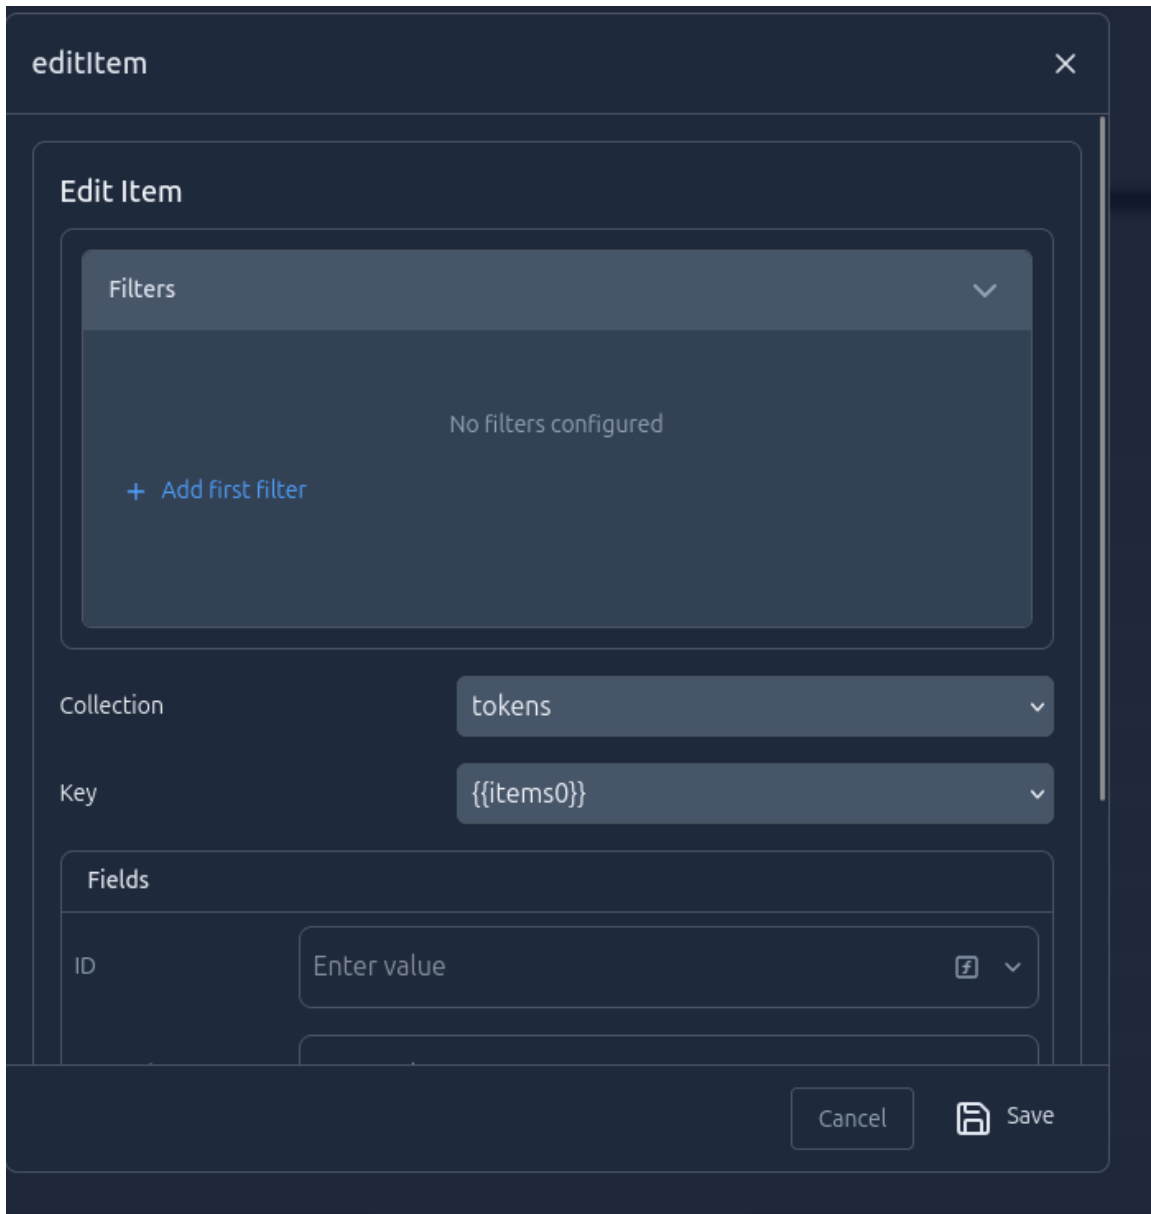 editItem
Edit Item
Filters
No filters configured
+ Add first filter
Collection
tokens
Key
{{items0}}
Fields
ID
Enter value
Cancel
Save